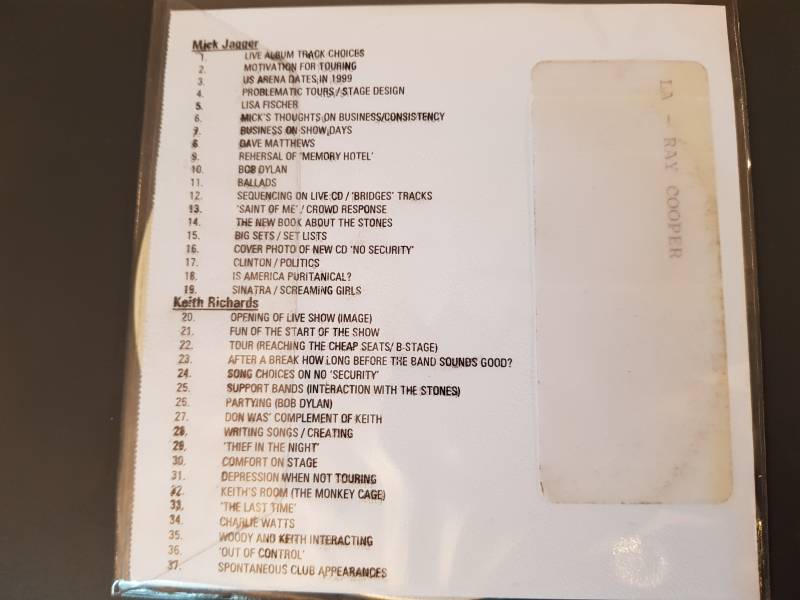 Mick Jagger
1. LIVE ALBUM TRACK CHOICES
2. MOTIVATION FOR TOURING
3. US ARENA DATES IN 1999
4. PROBLEMATIC TOURS / STAGE DESIGN
5. LISA FISCHER
6. MICK'S THOUGHTS ON BUSINESS/CONSISTENCY
7. BUSINESS ON SHOW DAYS
8. DAVE MATTHEWS
9. REHERSAL OF 'MEMORY HOTEL'
10. BOB DYLAN
11. BALLADS
12. SEQUENCING ON LIVE CD / 'BRIDGES' TRACKS
13. 'SAINT OF ME' / CROWD RESPONSE
14. THE NEW BOOK ABOUT THE STONES
15. BIG SETS / SET LISTS
16. COVER PHOTO OF NEW CD 'NO SECURITY'
17. CLINTON / POLITICS
18. IS AMERICA PURITANICAL?
19. SINATRA / SCREAMING GIRLS
Keith Richards
20. OPENING OF LIVE SHOW (IMAGE)
21. FUN OF THE START OF THE SHOW
22. TOUR (REACHING THE CHEAP SEATS/ B-STAGE)
23. AFTER A BREAK HOW LONG BEFORE THE BAND SOUNDS GOOD?
24. SONG CHOICES ON NO 'SECURITY'
25. SUPPORT BANDS (INTERACTION WITH THE STONES)
26. PARTYING (BOB DYLAN)
27. DON WAS' COMPLEMENT OF KEITH
28. WRITING SONGS / CREATING
29. 'THIEF IN THE NIGHT'
30. COMFORT ON STAGE
31. DEPRESSION WHEN NOT TOURING
32. KEITH'S ROOM (THE MONKEY CAGE)
33. 'THE LAST TIME'
34. CHARLIE WATTS
35. WOODY AND KEITH INTERACTING
36. 'OUT OF CONTROL'
37. SPONTANEOUS CLUB APPEARANCES
LA - RAY COOPER